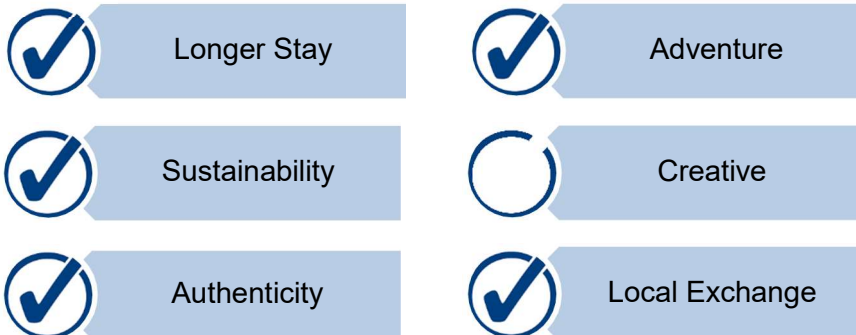 Longer Stay
Adventure
Sustainability
Creative
Authenticity
Local Exchange